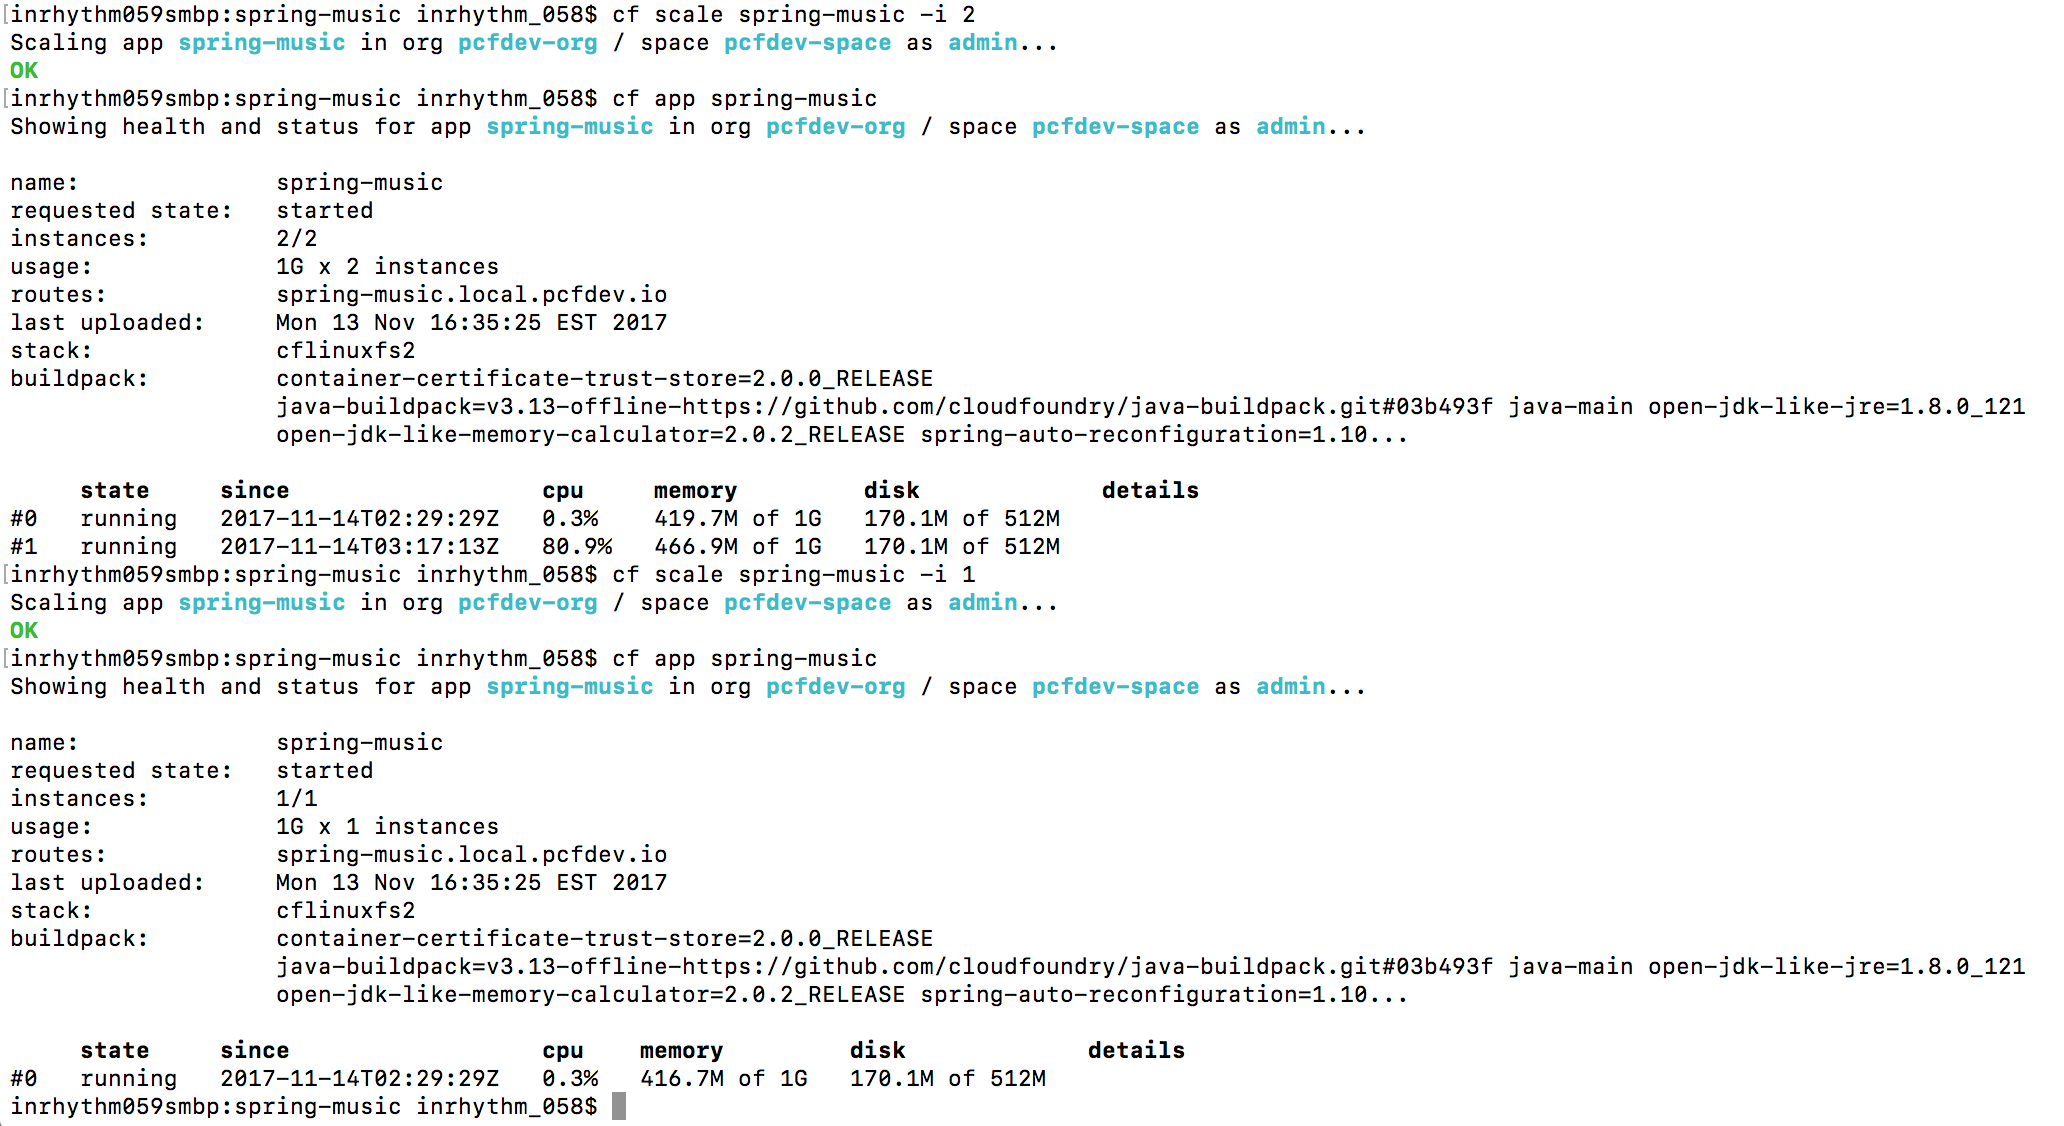 [inrhythm059smbp:spring-music inrhythm_058$ cf scale spring-music -i 2
Scaling app spring-music in org pcfdev-org / space pcfdev-space as admin...
OK
[inrhythm059smbp:spring-music inrhythm_058$ cf app spring-music
Showing health and status for app spring-music in org pcfdev-org / space pcfdev-space as admin...
name: spring-music
requested state: started
instances: 2/2
usage: 1G x 2 instances
routes: spring-music.local.pcfdev.io
last uploaded: Mon 13 Nov 16:35:25 EST 2017
stack: cflinuxfs2
buildpack: container-certificate-trust-store=2.0.0_RELEASE
java-buildpack=v3.13-offline-https://github.com/cloudfoundry/java-buildpack.git#03b493f java-main open-jdk-like-jre=1.8.0_121
open-jdk-like-memory-calculator=2.0.2_RELEASE spring-auto-reconfiguration=1.10...
state since cpu memory disk details
#0 running 2017-11-14T02:29:29Z 0.3% 419.7M of 1G 170.1M of 512M
#1 running 2017-11-14T03:17:13Z 80.9% 466.9M of 1G 170.1M of 512M
[inrhythm059smbp:spring-music inrhythm_058$ cf scale spring-music -i 1
Scaling app spring-music in org pcfdev-org / space pcfdev-space as admin...
OK
[inrhythm059smbp:spring-music inrhythm_058$ cf app spring-music
Showing health and status for app spring-music in org pcfdev-org / space pcfdev-space as admin...
name: spring-music
requested state: started
instances: 1/1
usage: 1G x 1 instances
routes: spring-music.local.pcfdev.io
last uploaded: Mon 13 Nov 16:35:25 EST 2017
stack: cflinuxfs2
buildpack: container-certificate-trust-store=2.0.0_RELEASE
java-buildpack=v3.13-offline-https://github.com/cloudfoundry/java-buildpack.git#03b493f java-main open-jdk-like-jre=1.8.0_121
open-jdk-like-memory-calculator=2.0.2_RELEASE spring-auto-reconfiguration=1.10...
state since cpu memory disk details
#0 running 2017-11-14T02:29:29Z 0.3% 416.7M of 1G 170.1M of 512M
inrhythm059smbp:spring-music inrhythm_058$